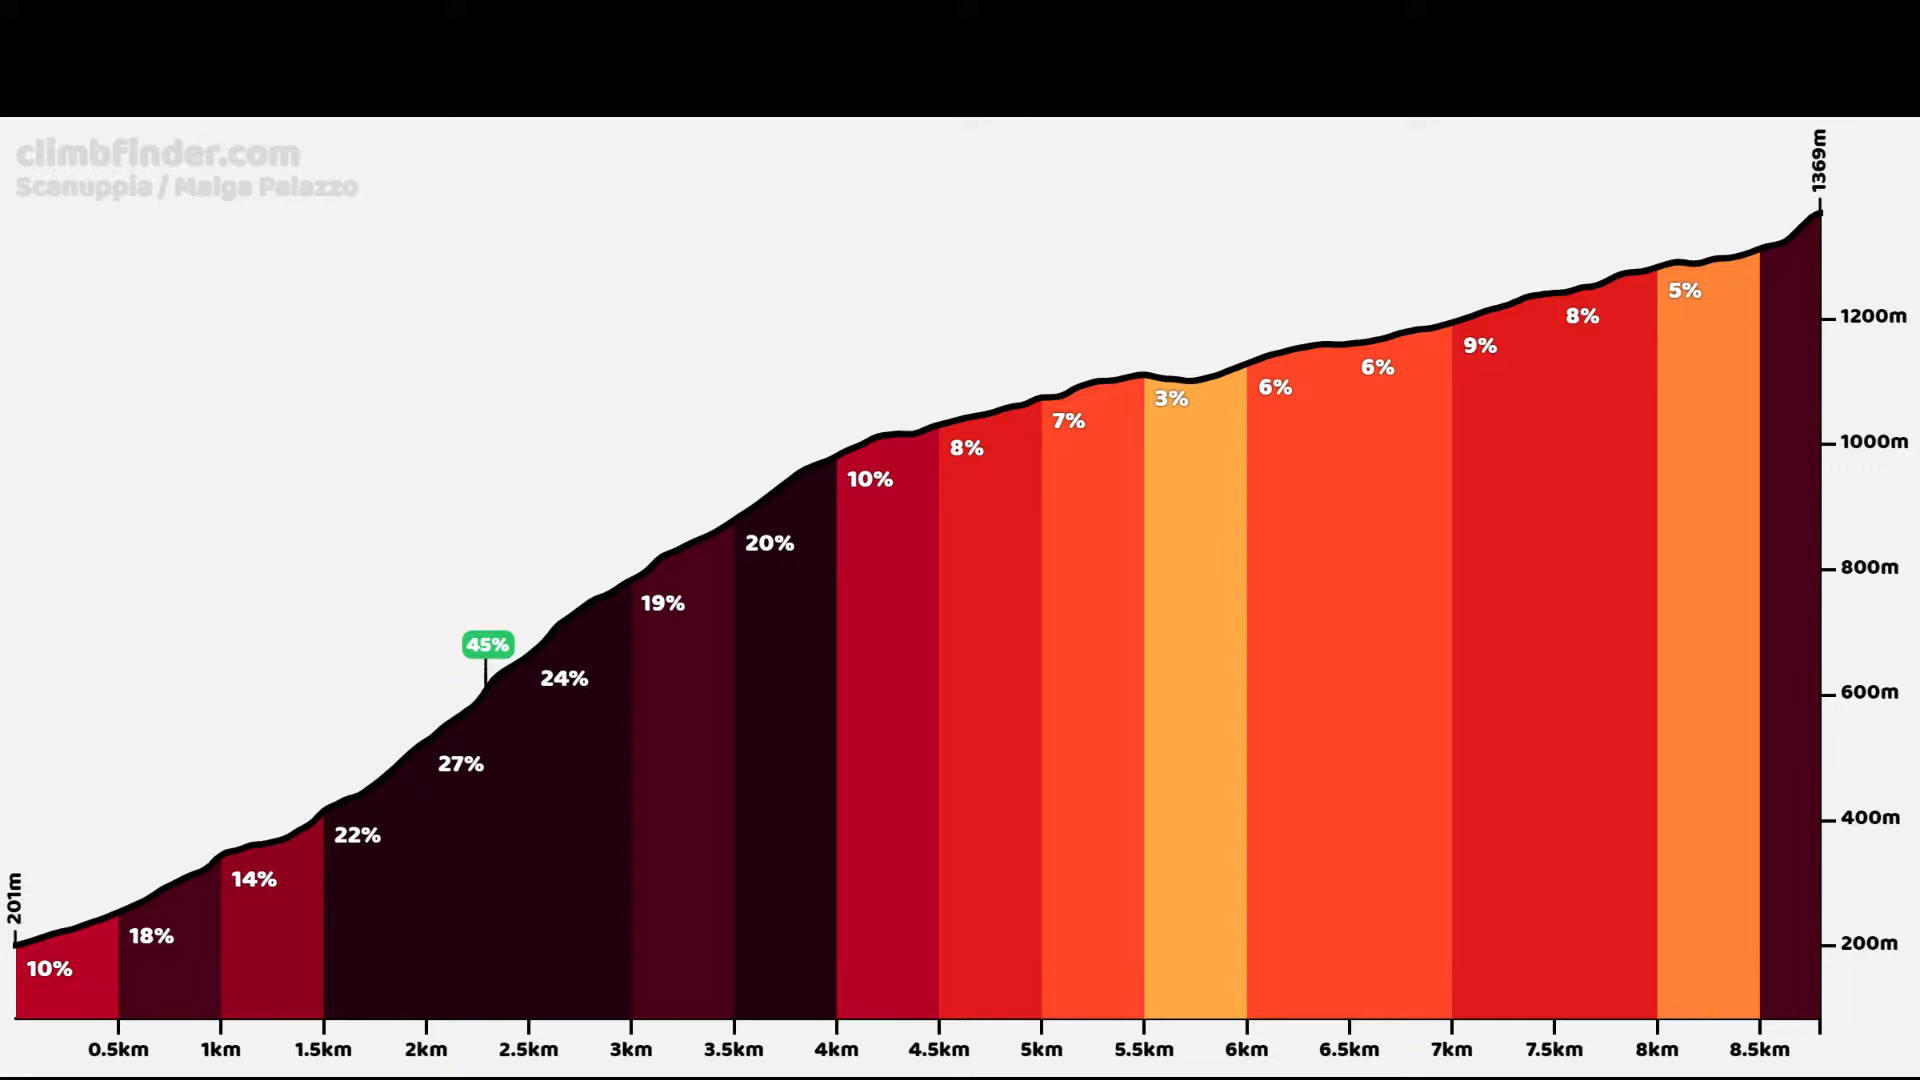 climbfinder.com
Scanuppia / Malga Palazzo
1369m
1200m
1000m
800m
600m
400m
200m
201m
10%
18%
14%
22%
27%
45%
24%
19%
20%
10%
8%
7%
3%
6%
6%
9%
8%
5%
0.5km 1km 1.5km 2km 2.5km 3km 3.5km 4km 4.5km 5km 5.5km 6km 6.5km 7km 7.5km 8km 8.5km